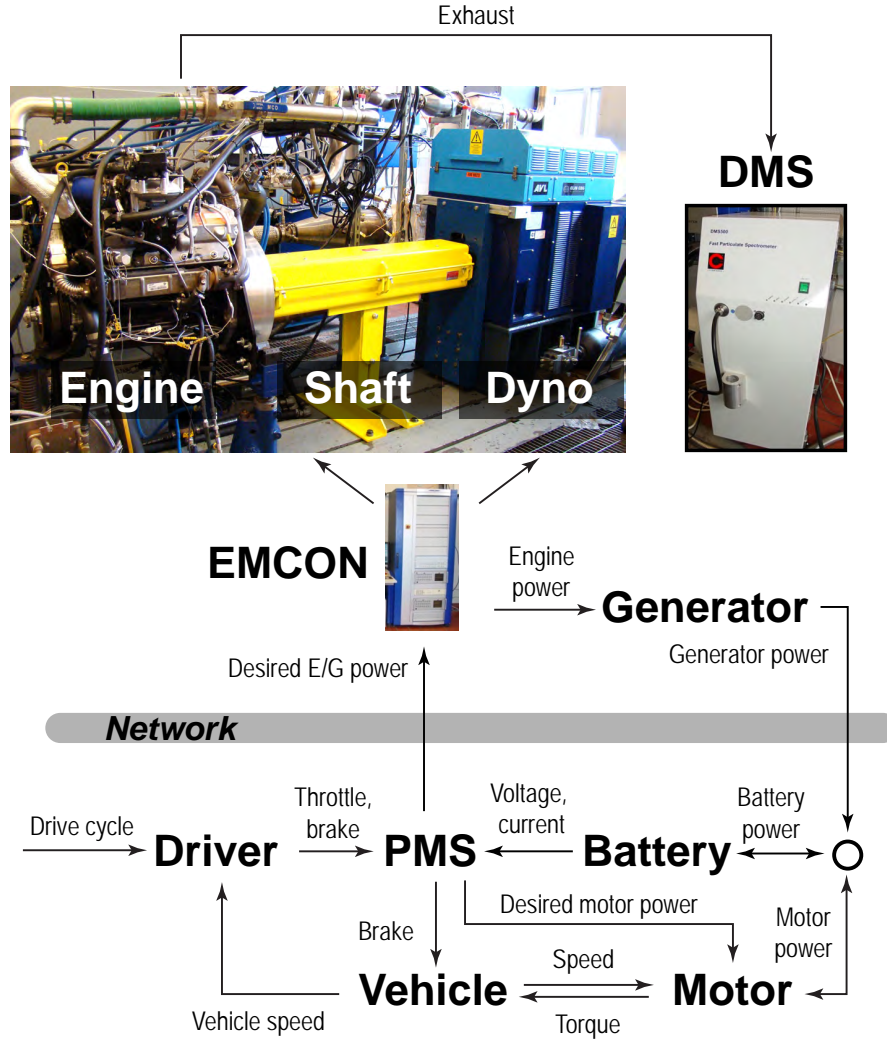 Exhaust
DMS
AVL
DMS500
Fast Particulate Spectrometer
Engine
Shaft
Dyno
EMCON
Engine
power
Generator
Desired E/G power
Generator power
Network
Drive cycle
Throttle,
brake
Voltage,
current
Battery
power
Driver
PMS
Battery
Desired motor power
Brake
Motor
power
Speed
Vehicle
Motor
Vehicle speed
Torque